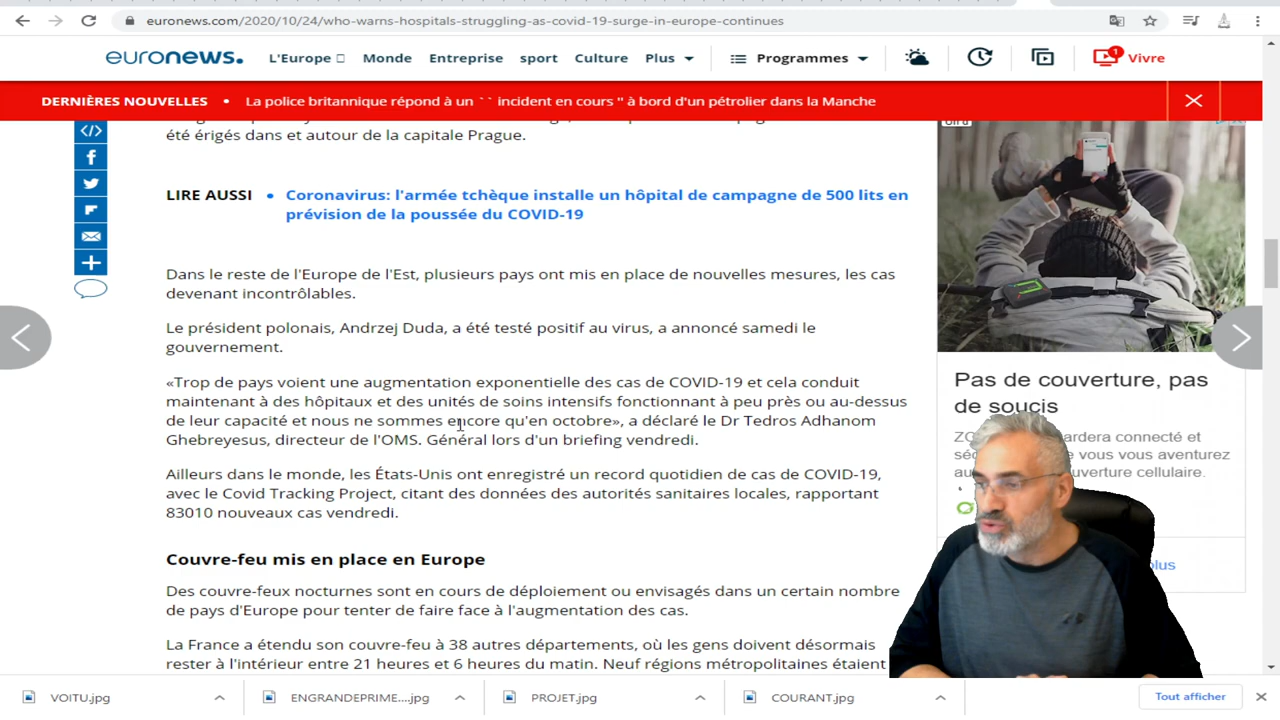 euronews.com/2020/10/24/who-warns-hospitals-struggling-as-covid-19-surge-in-europe-continues
euronews. L'Europe Monde Entreprise sport Culture Plus Programmes 1 Vivre
DERNIÈRES NOUVELLES • La police britannique répond à un `` incident en cours '' à bord d'un pétrolier dans la Manche
été érigés dans et autour de la capitale Prague.
LIRE AUSSI • Coronavirus: l'armée tchèque installe un hôpital de campagne de 500 lits en
prévision de la poussée du COVID-19
Dans le reste de l'Europe de l'Est, plusieurs pays ont mis en place de nouvelles mesures, les cas
devenant incontrôlables.
Le président polonais, Andrzej Duda, a été testé positif au virus, a annoncé samedi le
gouvernement.
«Trop de pays voient une augmentation exponentielle des cas de COVID-19 et cela conduit
maintenant à des hôpitaux et des unités de soins intensifs fonctionnant à peu près ou au-dessus
de leur capacité et nous ne sommes encore qu'en octobre», a déclaré le Dr Tedros Adhanom
Ghebreyesus, directeur de l'OMS. Général lors d'un briefing vendredi.
Ailleurs dans le monde, les États-Unis ont enregistré un record quotidien de cas de COVID-19,
avec le Covid Tracking Project, citant des données des autorités sanitaires locales, rapportant
83010 nouveaux cas vendredi.
Couvre-feu mis en place en Europe
Des couvre-feux nocturnes sont en cours de déploiement ou envisagés dans un certain nombre
de pays d'Europe pour tenter de faire face à l'augmentation des cas.
La France a étendu son couvre-feu à 38 autres départements, où les gens doivent désormais
rester à l'intérieur entre 21 heures et 6 heures du matin. Neuf régions métropolitaines étaient
Pas de couverture, pas
de soucis
ardera connecté et
vous vous aventurez
uverture cellulaire.
plus
VOITU.jpg ENGRANDEPRIME....jpg PROJET.jpg COURANT.jpg Tout afficher